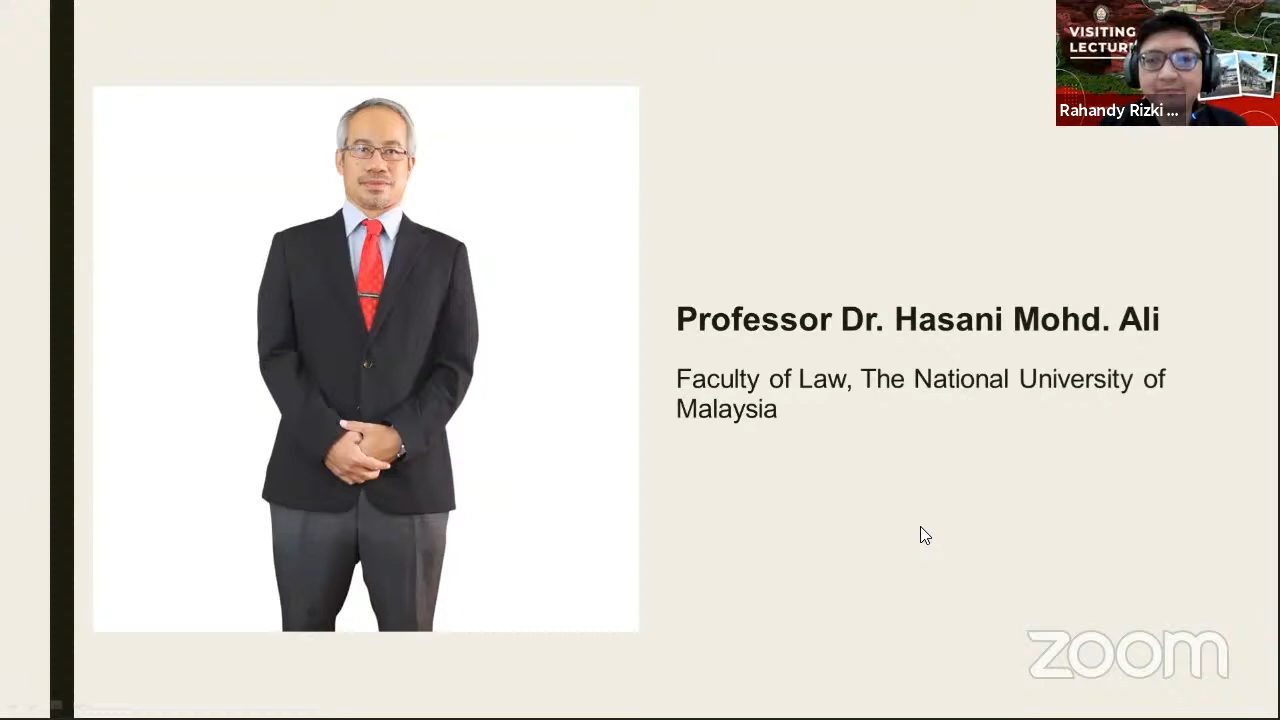 VISITING
LECTUR
Rahandy Rizki ...
Professor Dr. Hasani Mohd. Ali
Faculty of Law, The National University of
Malaysia
zoom